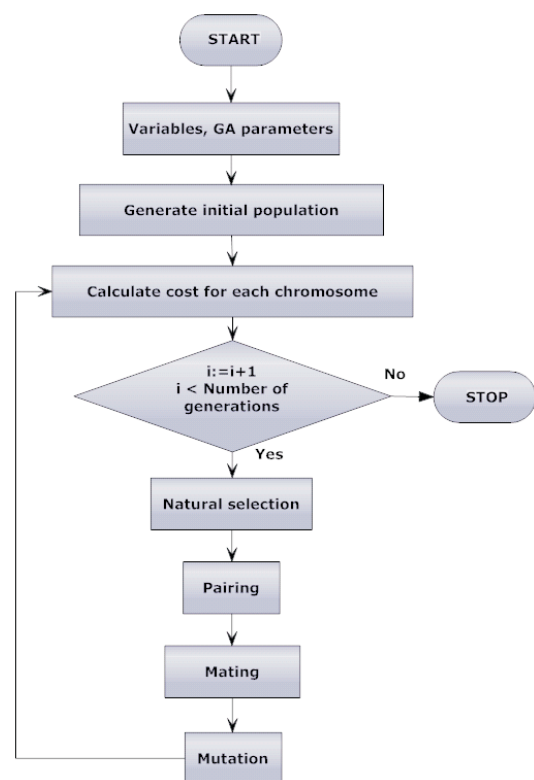 START
Variables, GA parameters
Generate initial population
Calculate cost for each chromosome
i:=i+1
i < Number of
generations
No
STOP
Yes
Natural selection
Pairing
Mating
Mutation